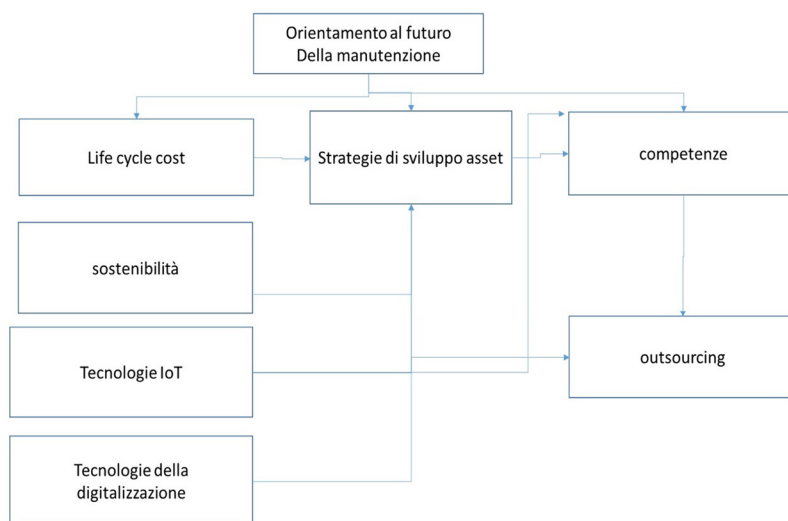 Orientamento al futuro
Della manutenzione
Life cycle cost
Strategie di sviluppo asset
competenze
sostenibilità
Tecnologie IoT
outsourcing
Tecnologie della
digitalizzazione